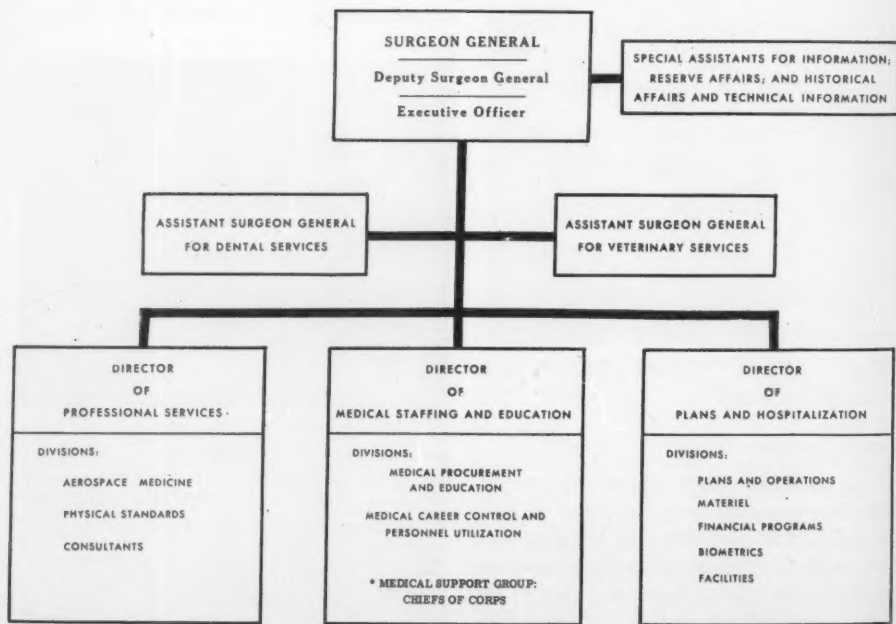 SURGEON GENERAL
Deputy Surgeon General
Executive Officer
SPECIAL ASSISTANTS FOR INFORMATION;
RESERVE AFFAIRS; AND HISTORICAL
AFFAIRS AND TECHNICAL INFORMATION
ASSISTANT SURGEON GENERAL
FOR DENTAL SERVICES
ASSISTANT SURGEON GENERAL
FOR VETERINARY SERVICES
DIRECTOR
OF
PROFESSIONAL SERVICES
DIVISIONS:
AEROSPACE MEDICINE
PHYSICAL STANDARDS
CONSULTANTS
DIRECTOR
OF
MEDICAL STAFFING AND EDUCATION
DIVISIONS:
MEDICAL PROCUREMENT
AND EDUCATION
MEDICAL CAREER CONTROL AND
PERSONNEL UTILIZATION
* MEDICAL SUPPORT GROUP:
CHIEFS OF CORPS
DIRECTOR
OF
PLANS AND HOSPITALIZATION
DIVISIONS:
PLANS AND OPERATIONS
MATERIEL
FINANCIAL PROGRAMS
BIOMETRICS
FACILITIES